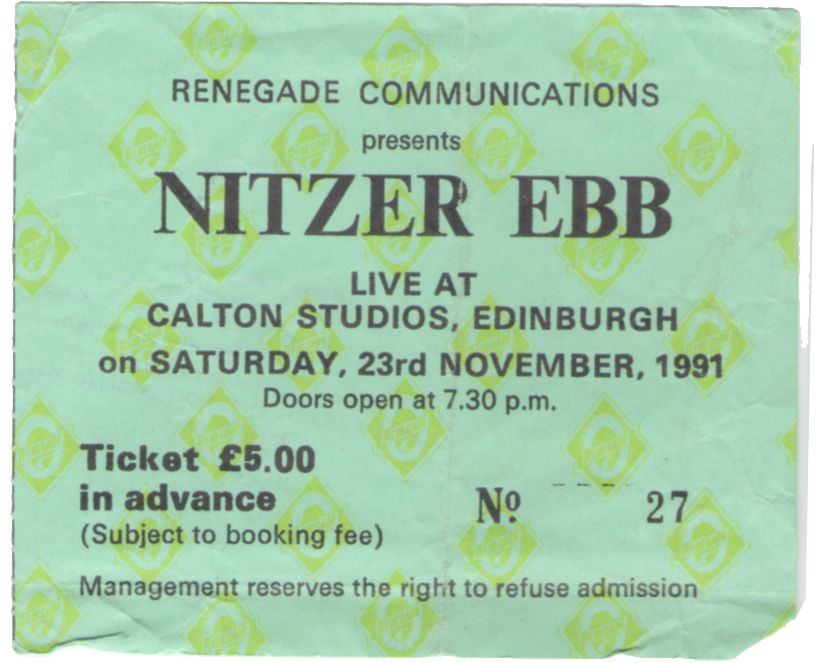 RENEGADE COMMUNICATIONS
presents
NITZER EBB
LIVE AT
CALTON STUDIOS, EDINBURGH
on SATURDAY, 23rd NOVEMBER, 1991
Doors open at 7.30 p.m.
Ticket £5.00
in advance
(Subject to booking fee)
Nº 27
Management reserves the right to refuse admission